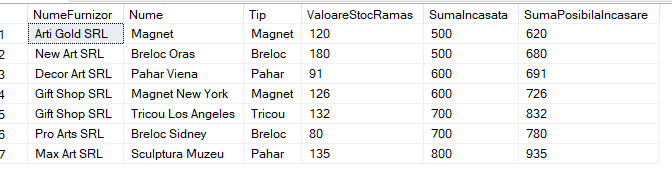 NumeFurnizor Nume Tip ValoareStocRamas SumaIncasata SumaPosibilaIncasare
1 Arti Gold SRL Magnet Magnet 120 500 620
2 New Art SRL Breloc Oras Breloc 180 500 680
3 Decor Art SRL Pahar Viena Pahar 91 600 691
4 Gift Shop SRL Magnet New York Magnet 126 600 726
5 Gift Shop SRL Tricou Los Angeles Tricou 132 700 832
6 Pro Arts SRL Breloc Sidney Breloc 80 700 780
7 Max Art SRL Sculptura Muzeu Pahar 135 800 935